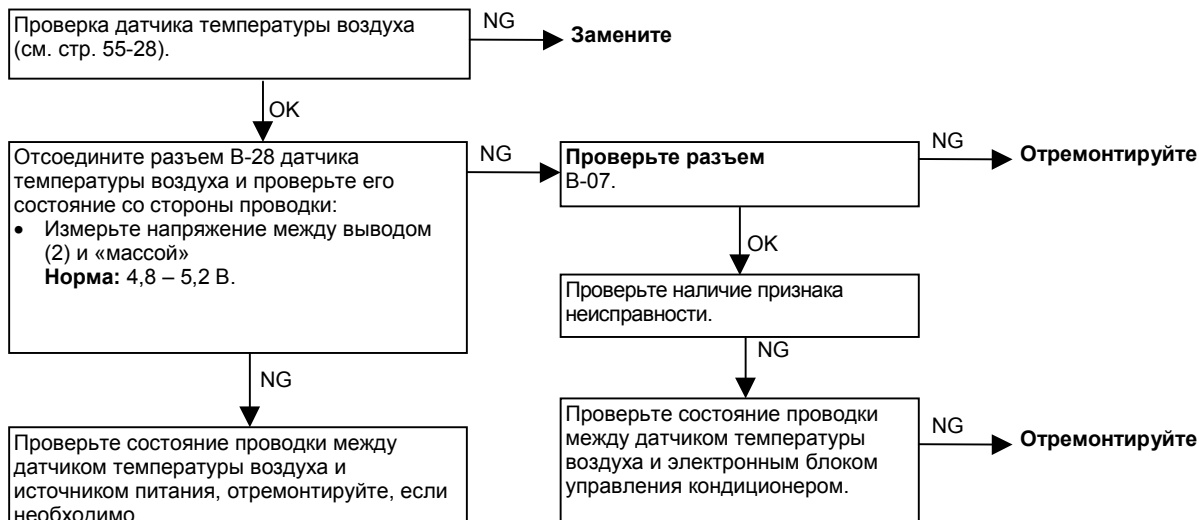 Проверка датчика температуры воздуха
(см. стр. 55-28).
NG
Замените
OK
Отсоедините разъем В-28 датчика
температуры воздуха и проверьте его
состояние со стороны проводки:
• Измерьте напряжение между выводом
(2) и «массой»
Норма: 4,8 – 5,2 В.
NG
Проверьте разъем
В-07.
NG
Отремонтируйте
OK
Проверьте наличие признака
неисправности.
NG
NG
Проверьте состояние проводки между
датчиком температуры воздуха и
источником питания, отремонтируйте, если
необходимо
Проверьте состояние проводки
между датчиком температуры
воздуха и электронным блоком
управления кондиционером.
NG
Отремонтируйте